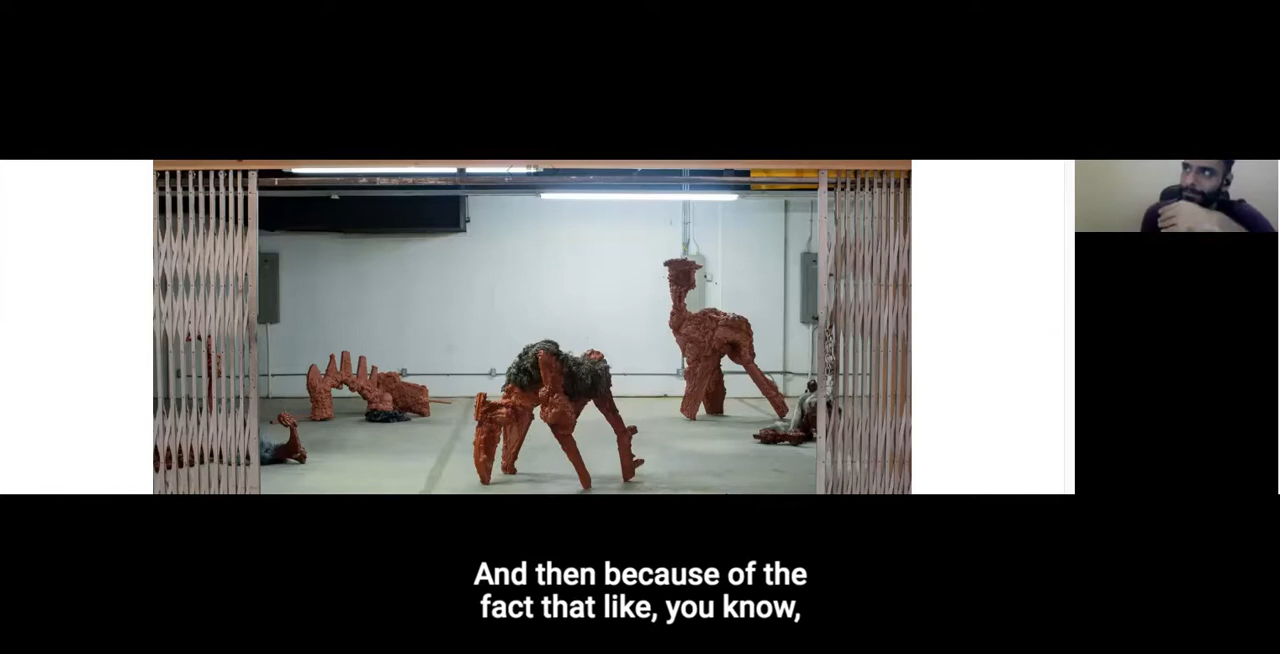 And then because of the
fact that like, you know,